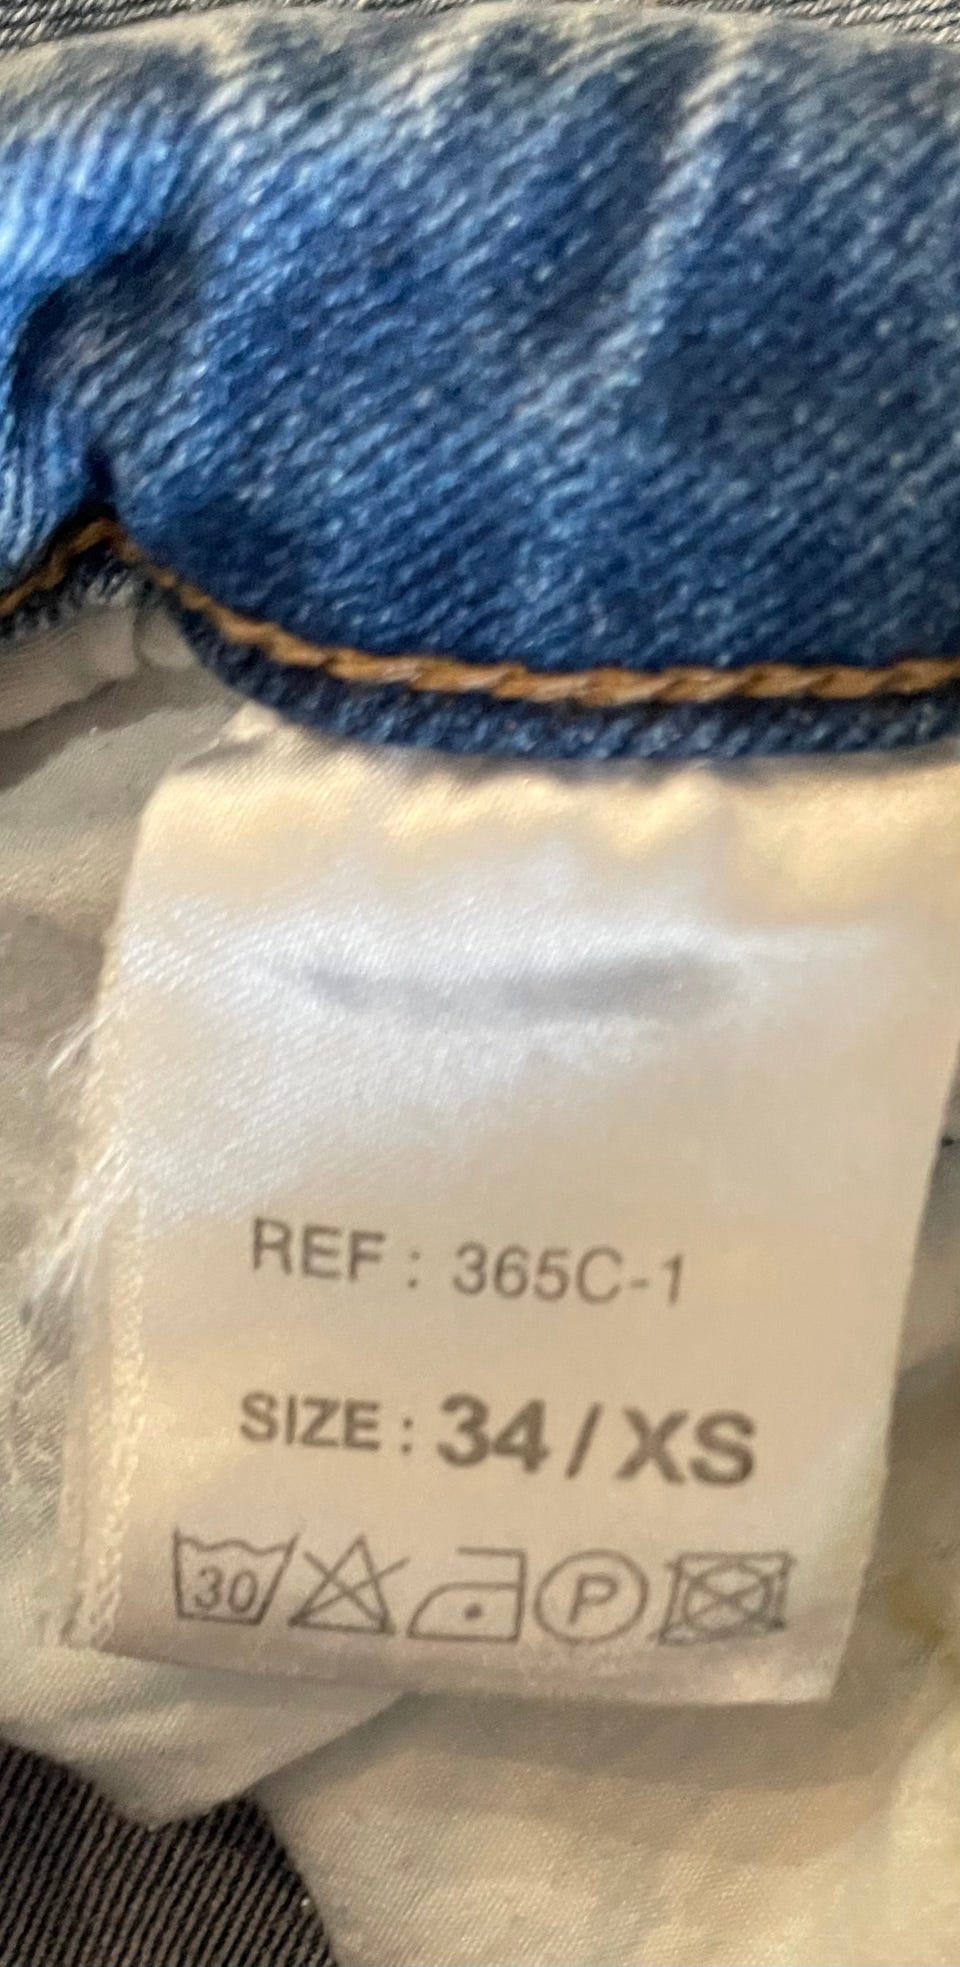 REF : 365C-1
SIZE : 34 / XS
30 P